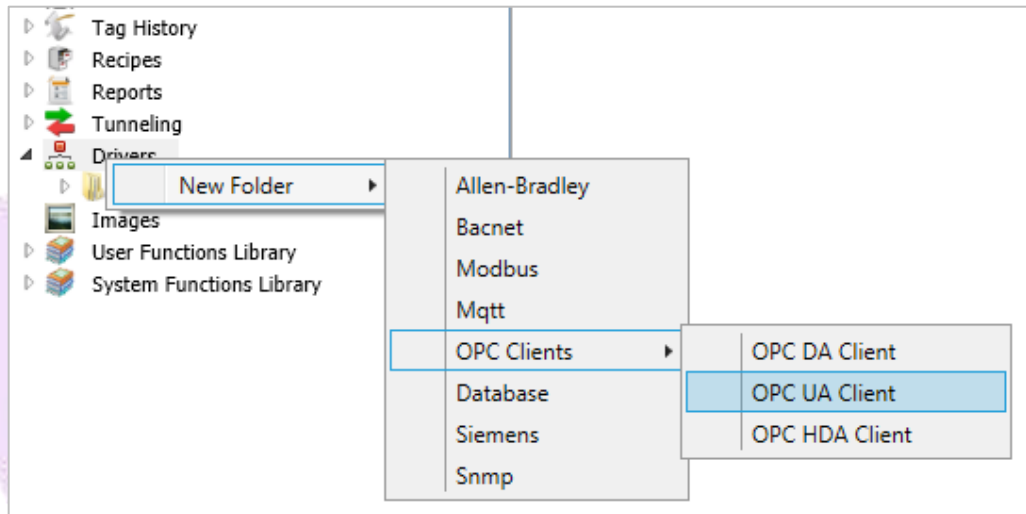 Tag History
Recipes
Reports
Tunneling
Drivers
New Folder
Images
User Functions Library
System Functions Library
Allen-Bradley
Bacnet
Modbus
Mqtt
OPC Clients
Database
Siemens
Snmp
OPC DA Client
OPC UA Client
OPC HDA Client